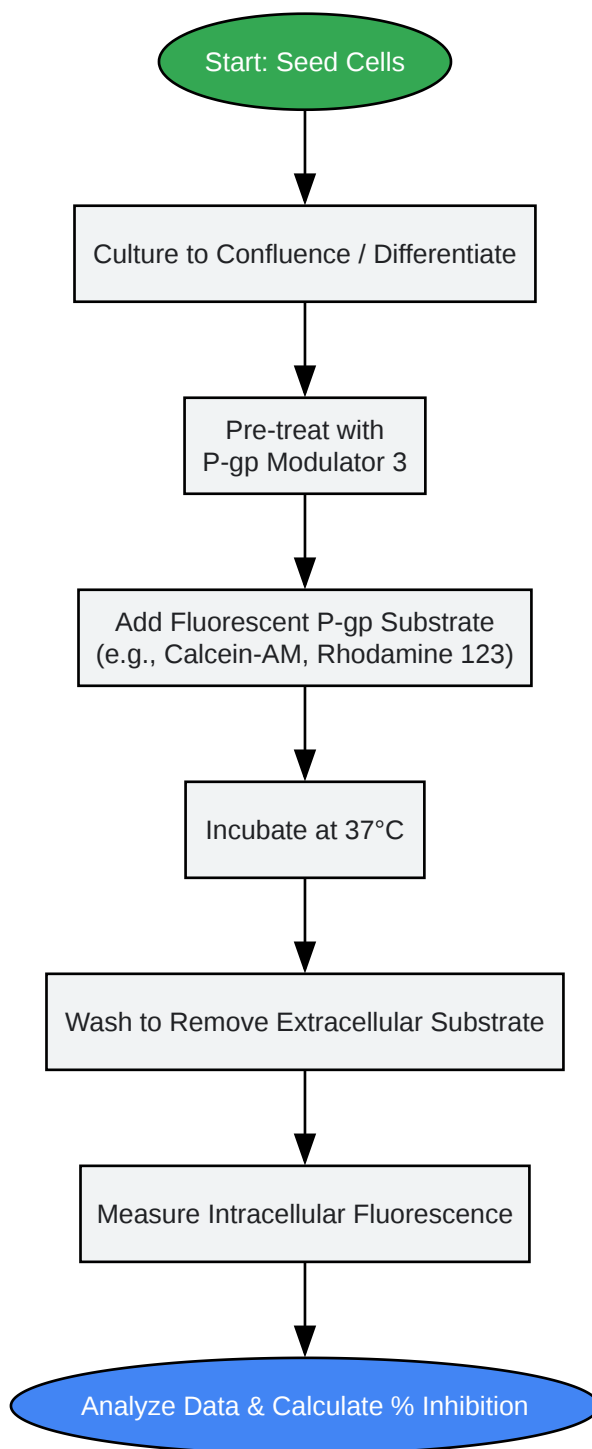 Start: Seed Cells
Culture to Confluence / Differentiate
Pre-treat with
P-gp Modulator 3
Add Fluorescent P-gp Substrate
(e.g., Calcein-AM, Rhodamine 123)
Incubate at 37°C
Wash to Remove Extracellular Substrate
Measure Intracellular Fluorescence
Analyze Data & Calculate % Inhibition